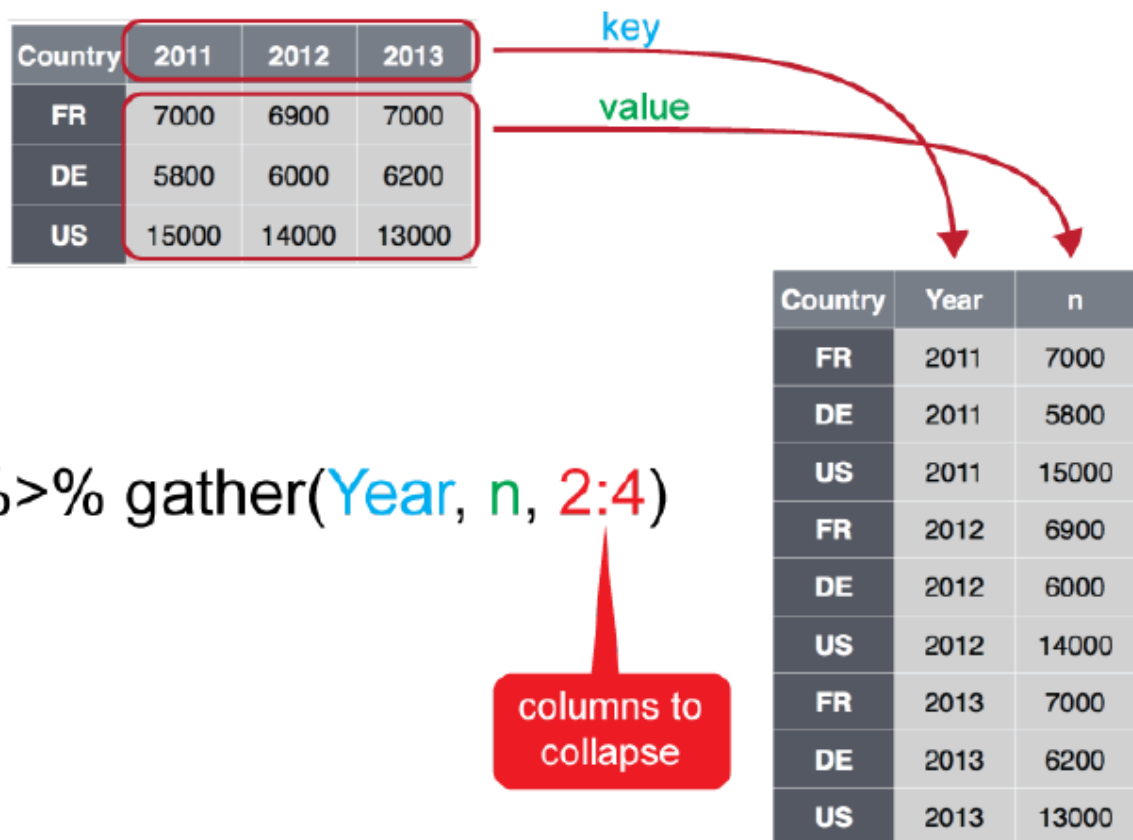 Country 2011 2012 2013
FR 7000 6900 7000
DE 5800 6000 6200
US 15000 14000 13000
key
value
Country Year n
FR 2011 7000
DE 2011 5800
US 2011 15000
FR 2012 6900
DE 2012 6000
US 2012 14000
FR 2013 7000
DE 2013 6200
US 2013 13000
%>% gather(Year, n, 2:4)
columns to
collapse